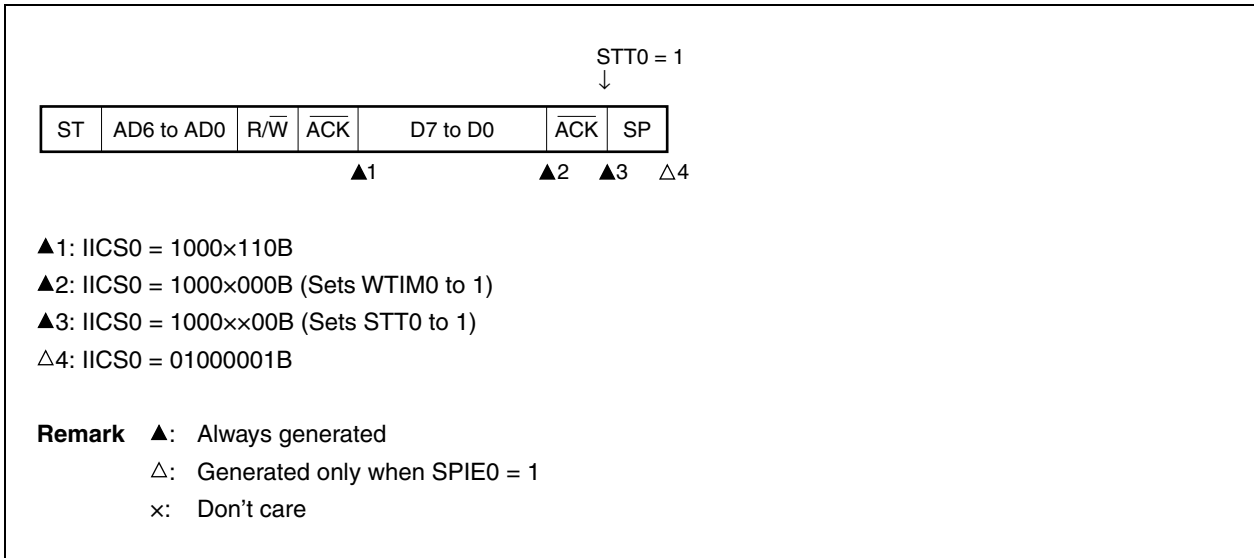 STT0 = 1
↓
ST AD6 to AD0 R/W̅ A̅C̅K̅ D7 to D0 A̅C̅K̅ SP
▲1 ▲2 ▲3 △4
▲1: IICS0 = 1000×110B
▲2: IICS0 = 1000×000B (Sets WTIM0 to 1)
▲3: IICS0 = 1000××00B (Sets STT0 to 1)
△4: IICS0 = 01000001B
Remark ▲: Always generated
△: Generated only when SPIE0 = 1
×: Don't care